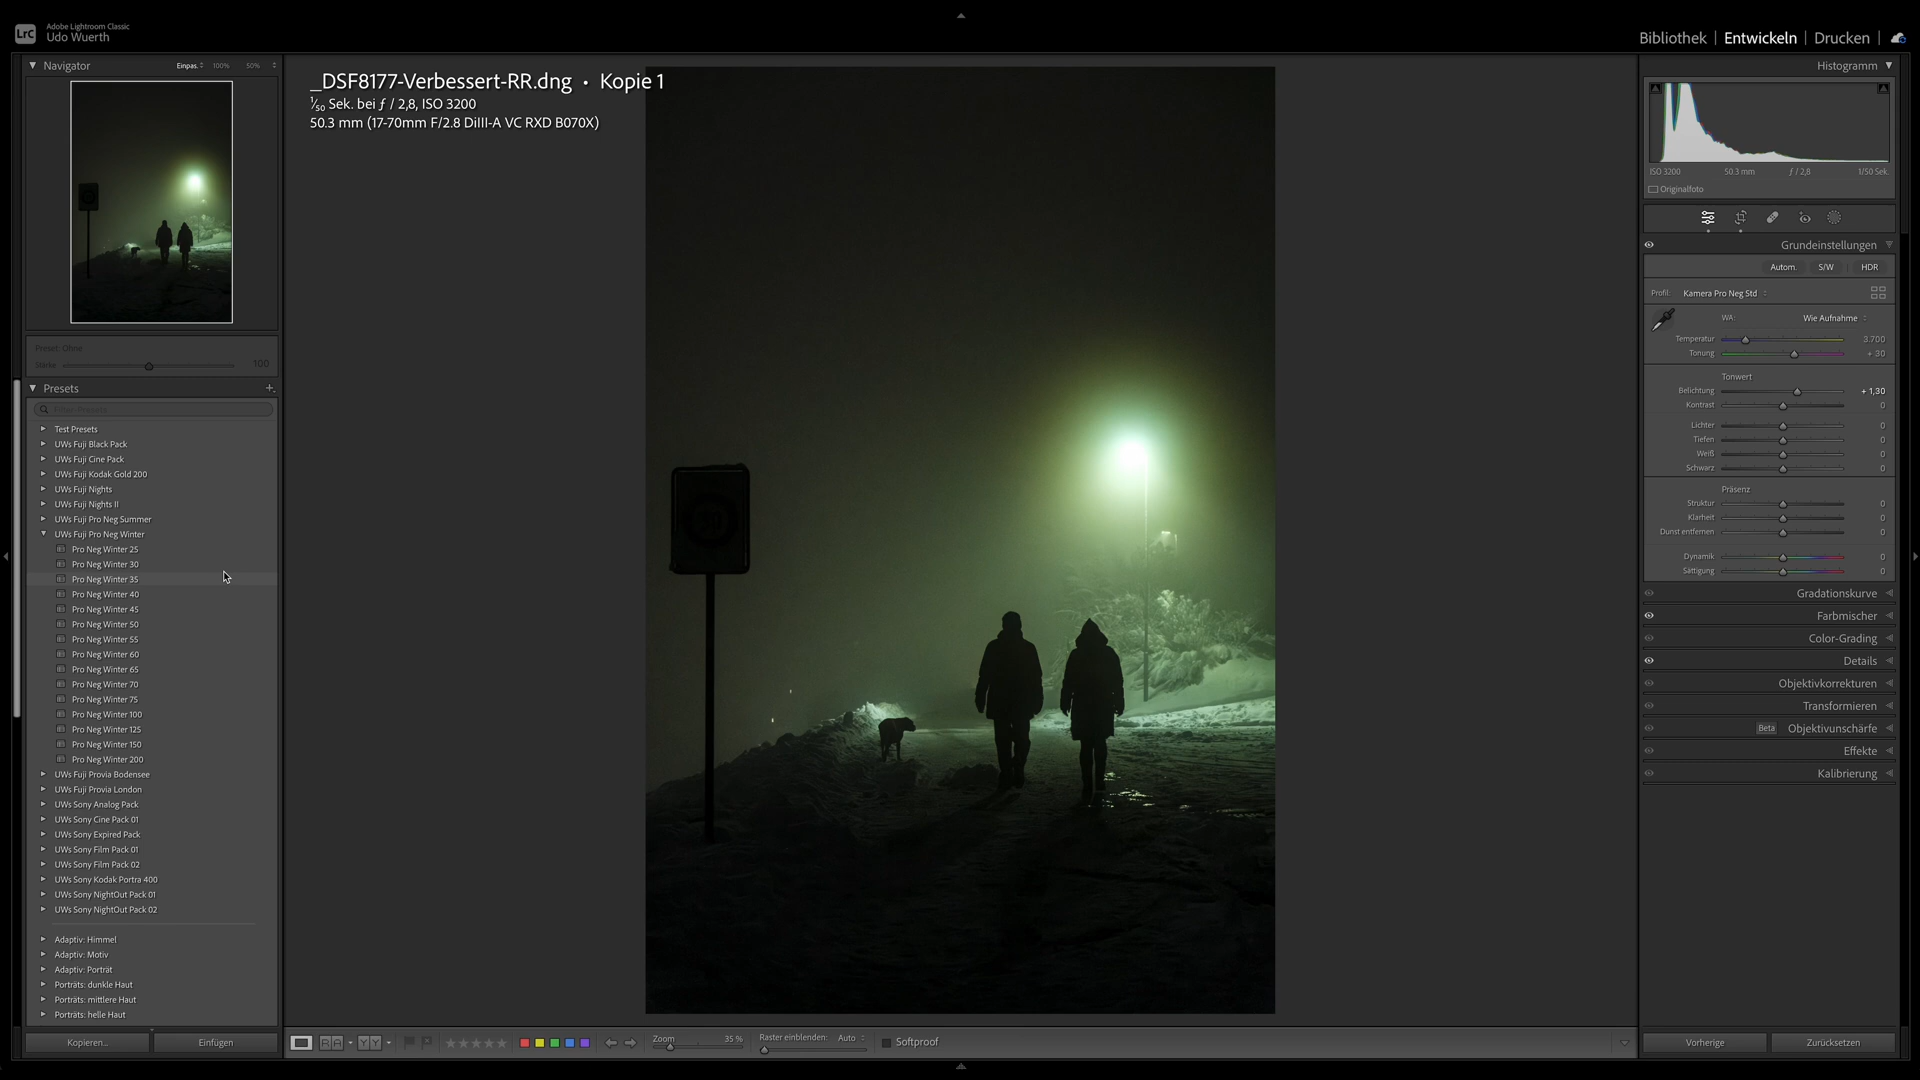 LrC
Adobe Lightroom Classic
Udo Wuerth
Bibliothek | Entwickeln | Drucken |
Navigator
Einpas.
100%
50%
Preset: Ohne
Stärke
100
Presets
Filter-Presets
Test Presets
UWs Fuji Black Pack
UWs Fuji Cine Pack
UWs Fuji Kodak Gold 200
UWs Fuji Nights
UWs Fuji Nights II
UWs Fuji Pro Neg Summer
UWs Fuji Pro Neg Winter
Pro Neg Winter 25
Pro Neg Winter 30
Pro Neg Winter 35
Pro Neg Winter 40
Pro Neg Winter 45
Pro Neg Winter 50
Pro Neg Winter 55
Pro Neg Winter 60
Pro Neg Winter 65
Pro Neg Winter 70
Pro Neg Winter 75
Pro Neg Winter 100
Pro Neg Winter 125
Pro Neg Winter 150
Pro Neg Winter 200
UWs Fuji Provia Bodensee
UWs Fuji Provia London
UWs Sony Analog Pack
UWs Sony Cine Pack 01
UWs Sony Expired Pack
UWs Sony Film Pack 01
UWs Sony Film Pack 02
UWs Sony Kodak Portra 400
UWs Sony NightOut Pack 01
UWs Sony NightOut Pack 02
Adaptiv: Himmel
Adaptiv: Motiv
Adaptiv: Porträt
Porträts: dunkle Haut
Porträts: mittlere Haut
Porträts: helle Haut
Kopieren...
Einfügen
_DSF8177-Verbessert-RR.dng • Kopie 1
1/50 Sek. bei ƒ / 2,8, ISO 3200
50.3 mm (17-70mm F/2.8 DiIII-A VC RXD B070X)
30
R A
Y Y
Zoom
35 %
Raster einblenden:
Auto
Softproof
Histogramm
ISO 3200
50.3 mm
ƒ / 2,8
1/50 Sek.
Originalfoto
Grundeinstellungen
Autom.
S/W
HDR
Profil:
Kamera Pro Neg Std
WA:
Wie Aufnahme
Temperatur
3.700
Tonung
+ 30
Tonwert
Belichtung
+ 1,30
Kontrast
0
Lichter
0
Tiefen
0
Weiß
0
Schwarz
0
Präsenz
Struktur
0
Klarheit
0
Dunst entfernen
0
Dynamik
0
Sättigung
0
Gradationskurve
Farbmischer
Color-Grading
Details
Objektivkorrekturen
Transformieren
Beta
Objektivunschärfe
Effekte
Kalibrierung
Vorherige
Zurücksetzen